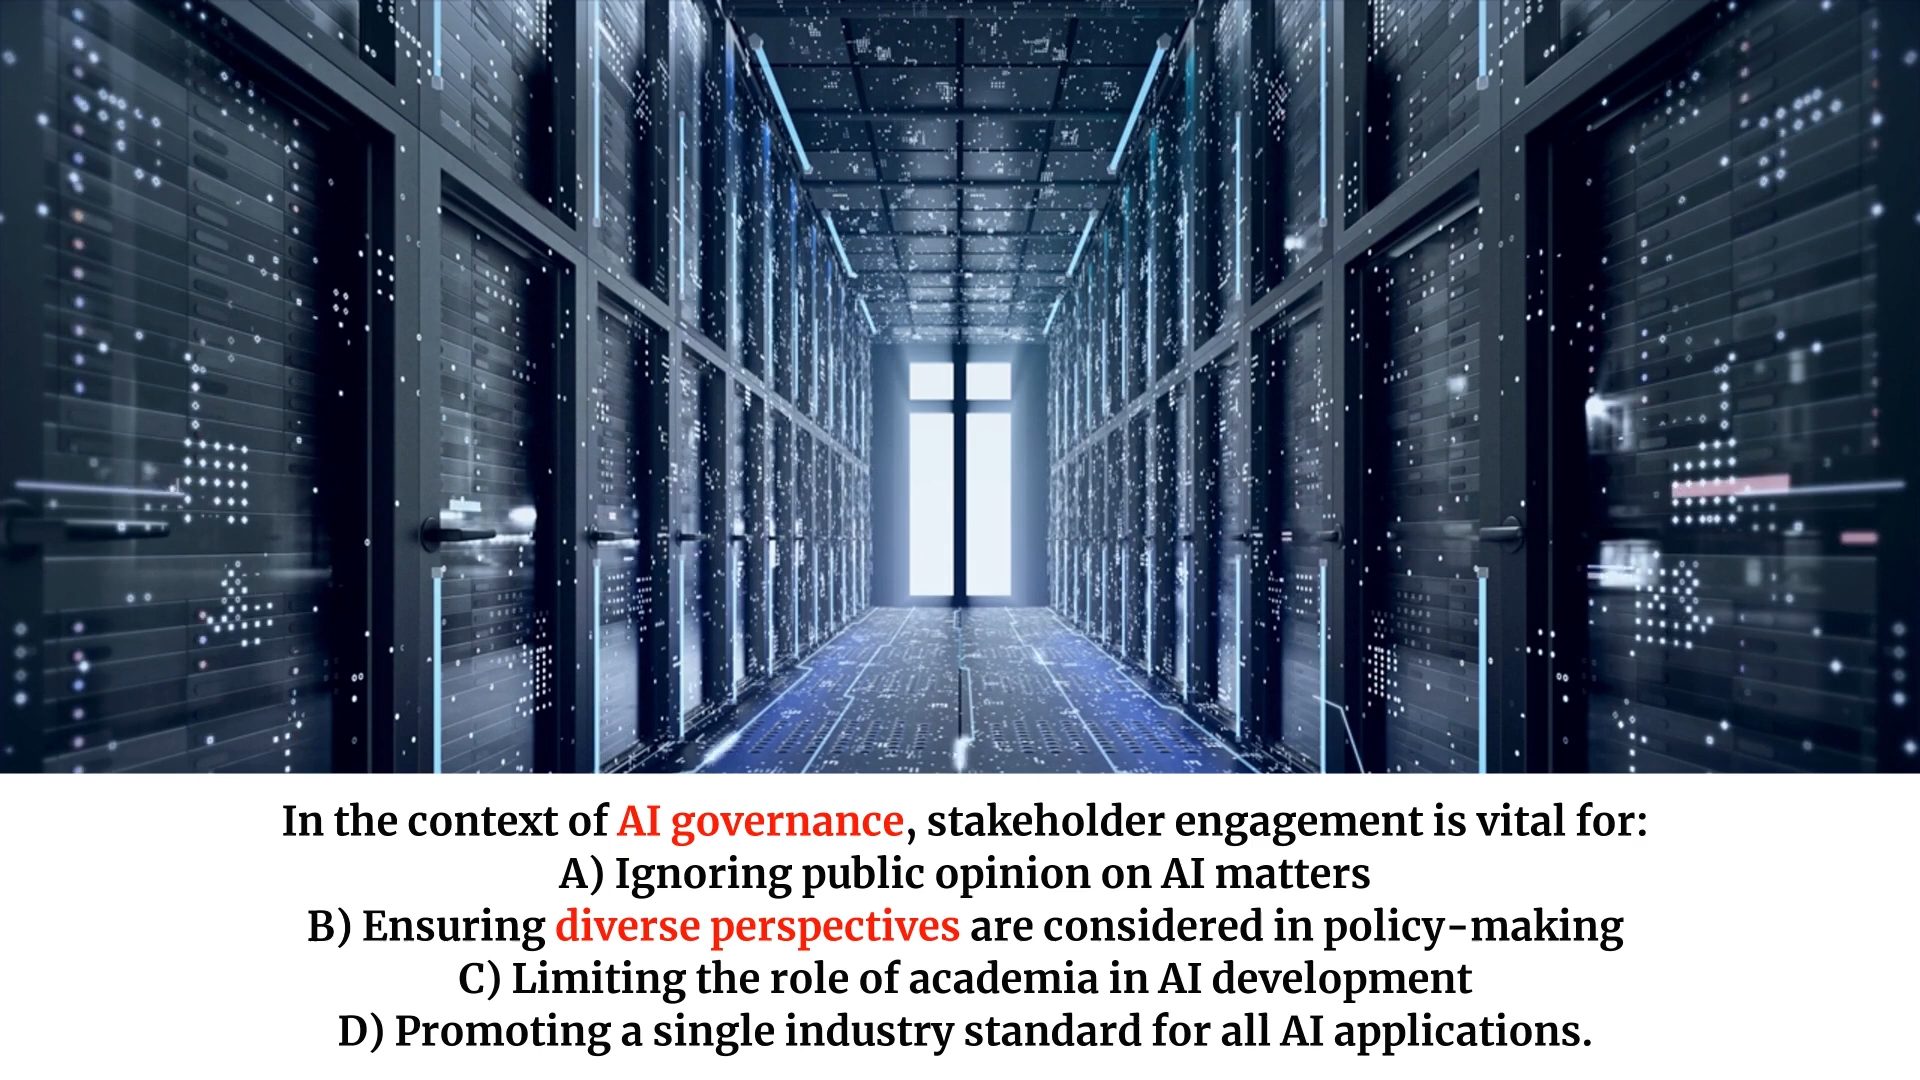 In the context of AI governance, stakeholder engagement is vital for:
A) Ignoring public opinion on AI matters
B) Ensuring diverse perspectives are considered in policy-making
C) Limiting the role of academia in AI development
D) Promoting a single industry standard for all AI applications.